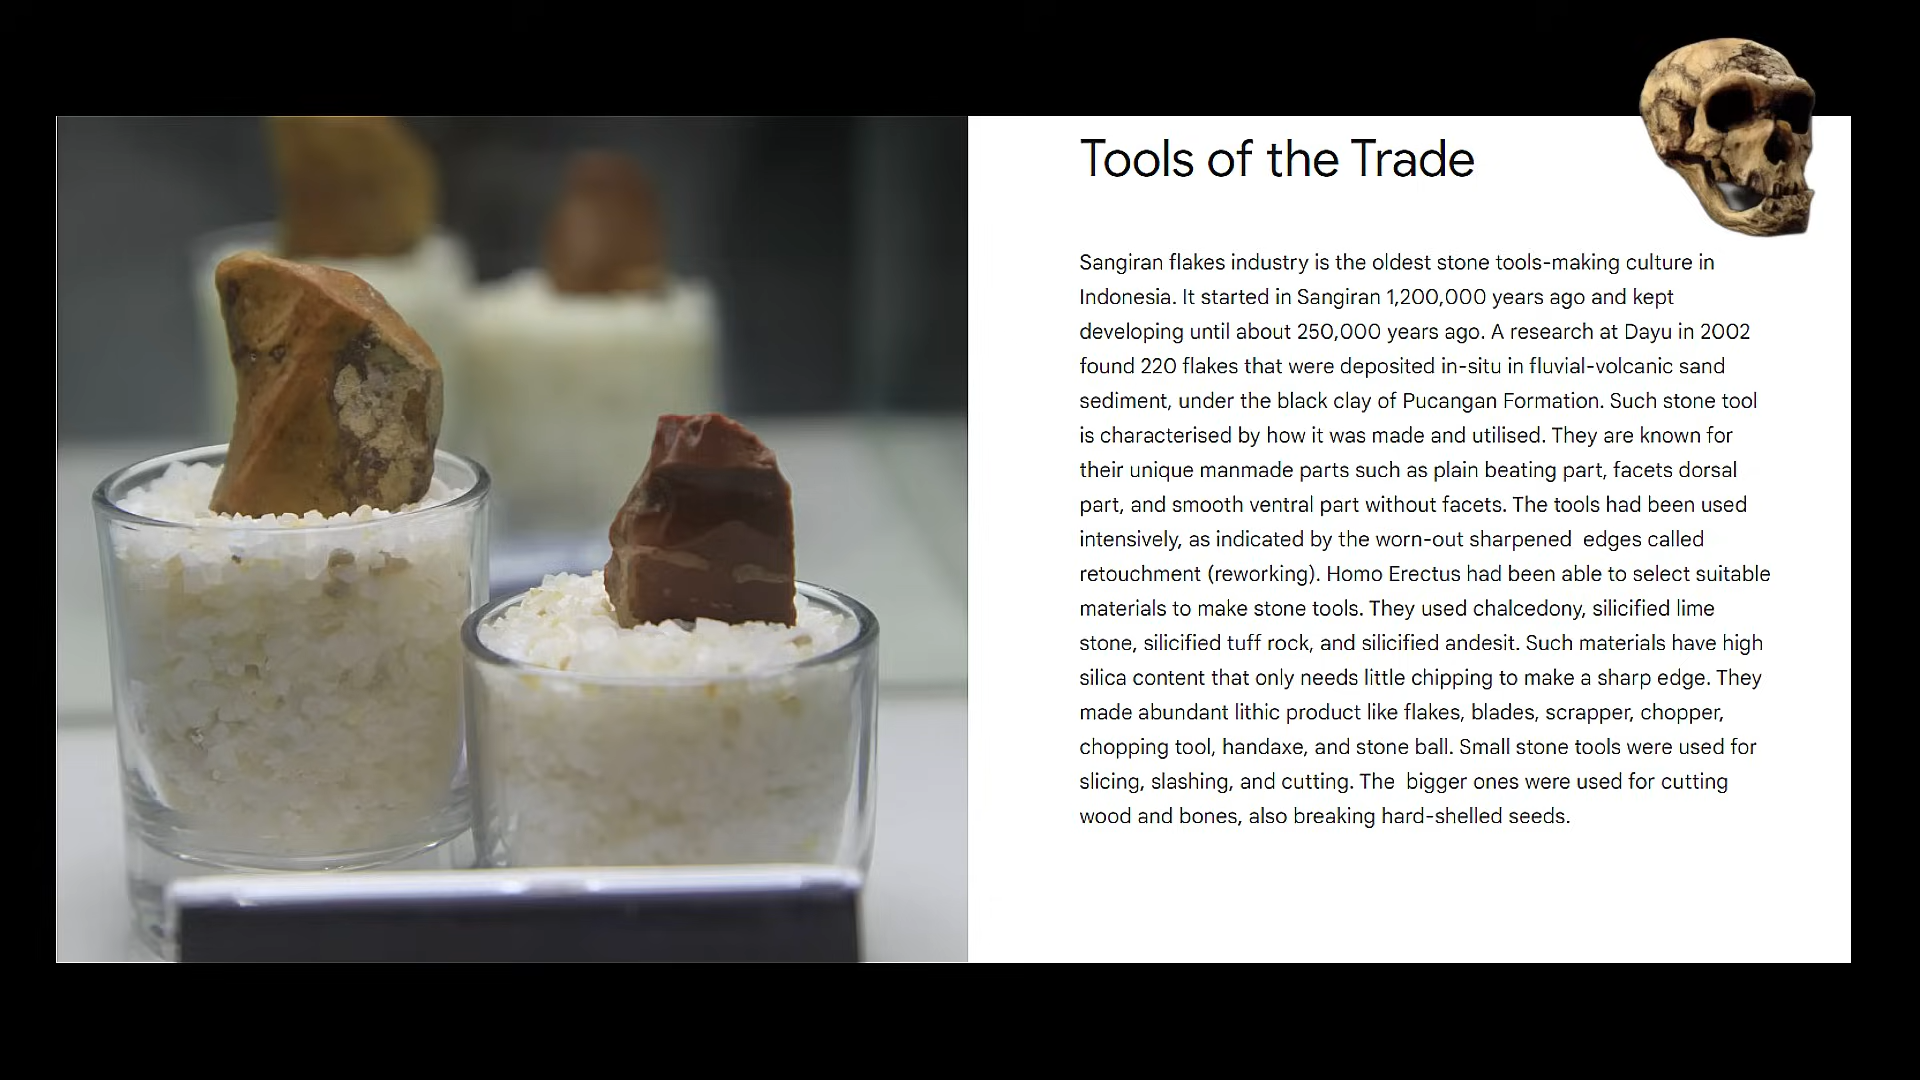 Tools of the Trade
Sangiran flakes industry is the oldest stone tools-making culture in
Indonesia. It started in Sangiran 1,200,000 years ago and kept
developing until about 250,000 years ago. A research at Dayu in 2002
found 220 flakes that were deposited in-situ in fluvial-volcanic sand
sediment, under the black clay of Pucangan Formation. Such stone tool
is characterised by how it was made and utilised. They are known for
their unique manmade parts such as plain beating part, facets dorsal
part, and smooth ventral part without facets. The tools had been used
intensively, as indicated by the worn-out sharpened  edges called
retouchment (reworking). Homo Erectus had been able to select suitable
materials to make stone tools. They used chalcedony, silicified lime
stone, silicified tuff rock, and silicified andesit. Such materials have high
silica content that only needs little chipping to make a sharp edge. They
made abundant lithic product like flakes, blades, scrapper, chopper,
chopping tool, handaxe, and stone ball. Small stone tools were used for
slicing, slashing, and cutting. The  bigger ones were used for cutting
wood and bones, also breaking hard-shelled seeds.